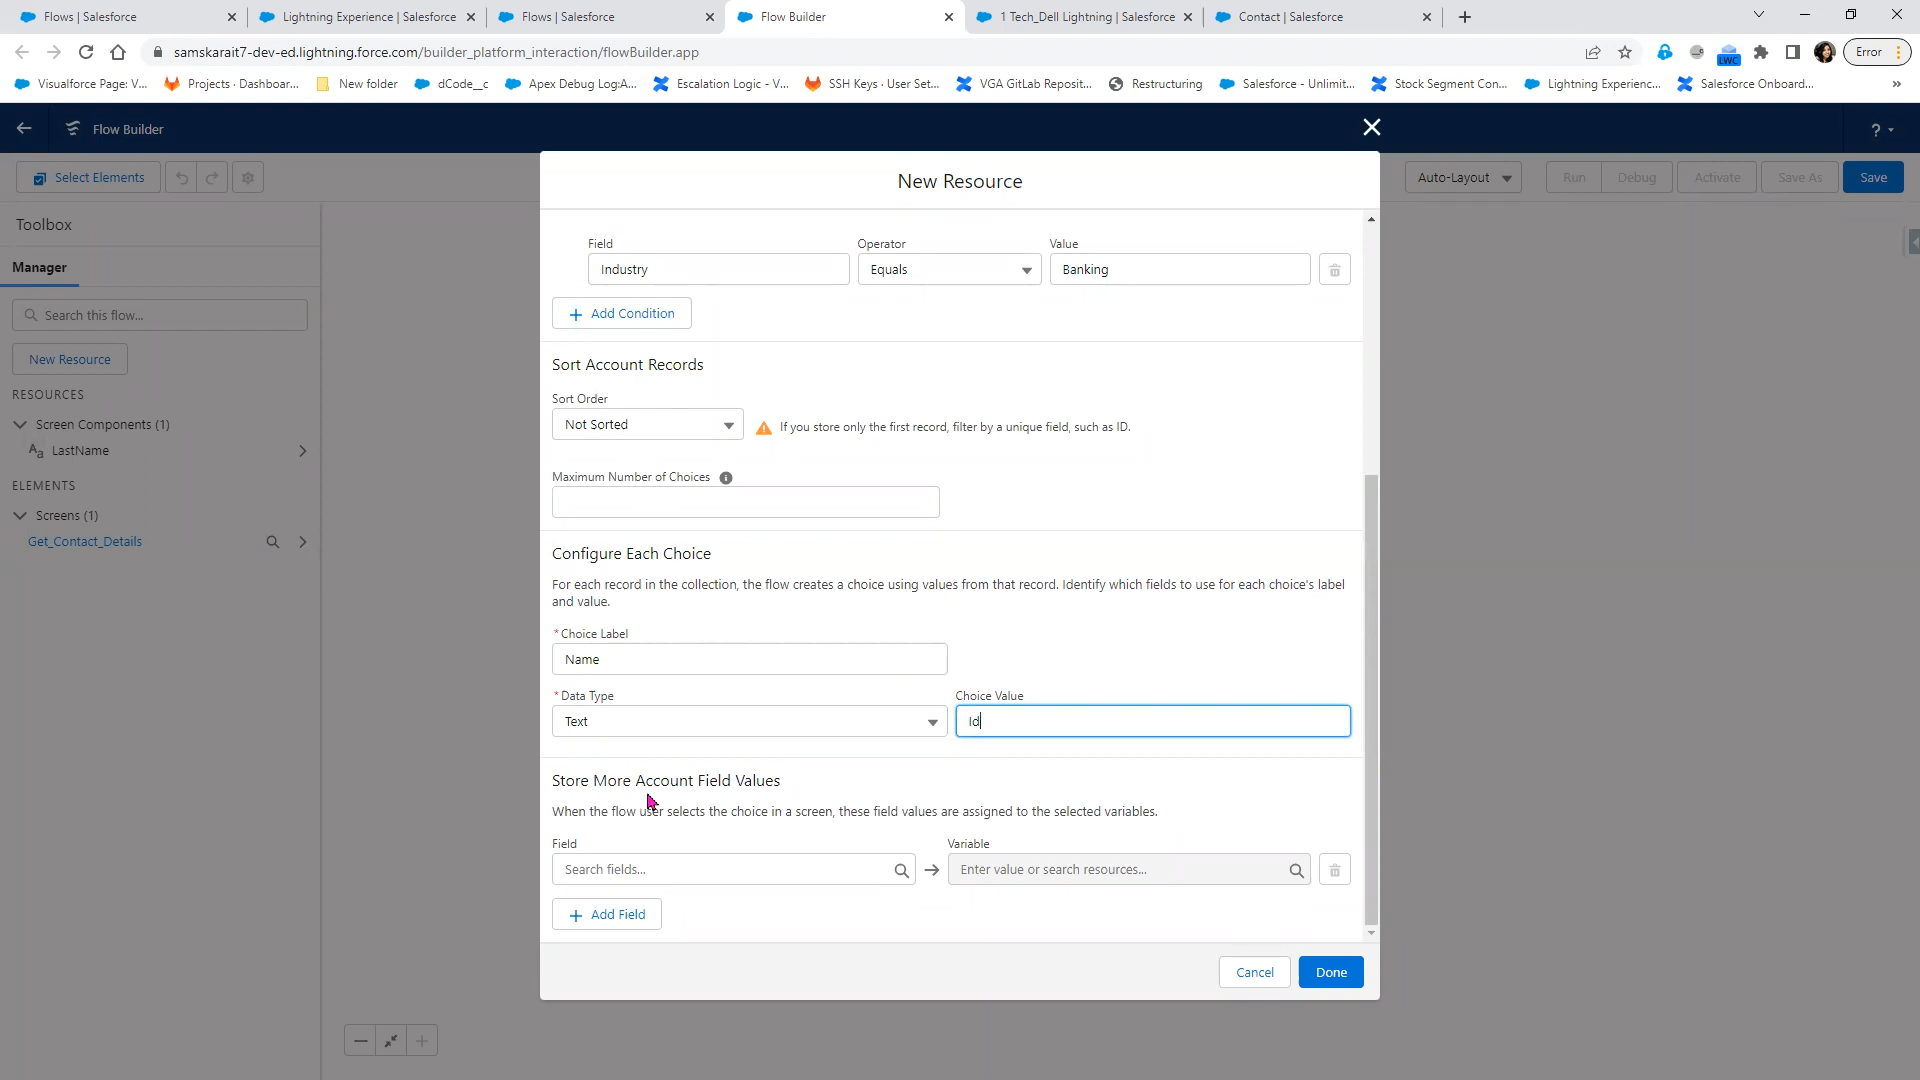 Flows | Salesforce
Lightning Experience | Salesforce
Flows | Salesforce
Flow Builder
1 Tech_Dell Lightning | Salesforce
Contact | Salesforce
samskarait7-dev-ed.lightning.force.com/builder_platform_interaction/flowBuilder.app
Error
Visualforce Page: V...
Projects · Dashboar...
New folder
dCode__c
Apex Debug Log:A...
Escalation Logic - V...
SSH Keys · User Set...
VGA GitLab Reposit...
Restructuring
Salesforce - Unlimit...
Stock Segment Con...
Lightning Experienc...
Salesforce Onboard...
LWC
Flow Builder
?
Select Elements
Auto-Layout
Run
Debug
Activate
Save As
Save
Toolbox
Manager
Search this flow...
New Resource
RESOURCES
Screen Components (1)
LastName
ELEMENTS
Screens (1)
Get_Contact_Details
New Resource
Field
Operator
Value
Industry
Equals
Banking
Add Condition
Sort Account Records
Sort Order
Not Sorted
If you store only the first record, filter by a unique field, such as ID.
Maximum Number of Choices
Configure Each Choice
For each record in the collection, the flow creates a choice using values from that record. Identify which fields to use for each choice's label
and value.
* Choice Label
Name
* Data Type
Choice Value
Text
Id
Store More Account Field Values
When the flow user selects the choice in a screen, these field values are assigned to the selected variables.
Field
Variable
Search fields...
Enter value or search resources...
Add Field
Cancel
Done